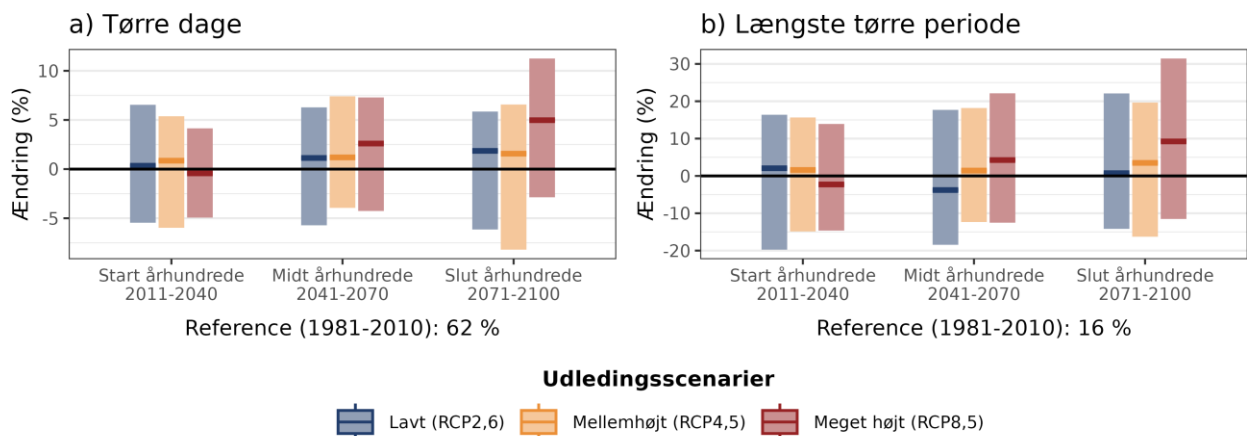 a) Tørre dage
Ændring (%)
10
5
0
-5
Start århundrede
2011-2040
Midt århundrede
2041-2070
Slut århundrede
2071-2100
Reference (1981-2010): 62 %
b) Længste tørre periode
Ændring (%)
30
20
10
0
-10
-20
Start århundrede
2011-2040
Midt århundrede
2041-2070
Slut århundrede
2071-2100
Reference (1981-2010): 16 %
Udledingsscenarier
Lavt (RCP2,6)
Mellemhøjt (RCP4,5)
Meget højt (RCP8,5)